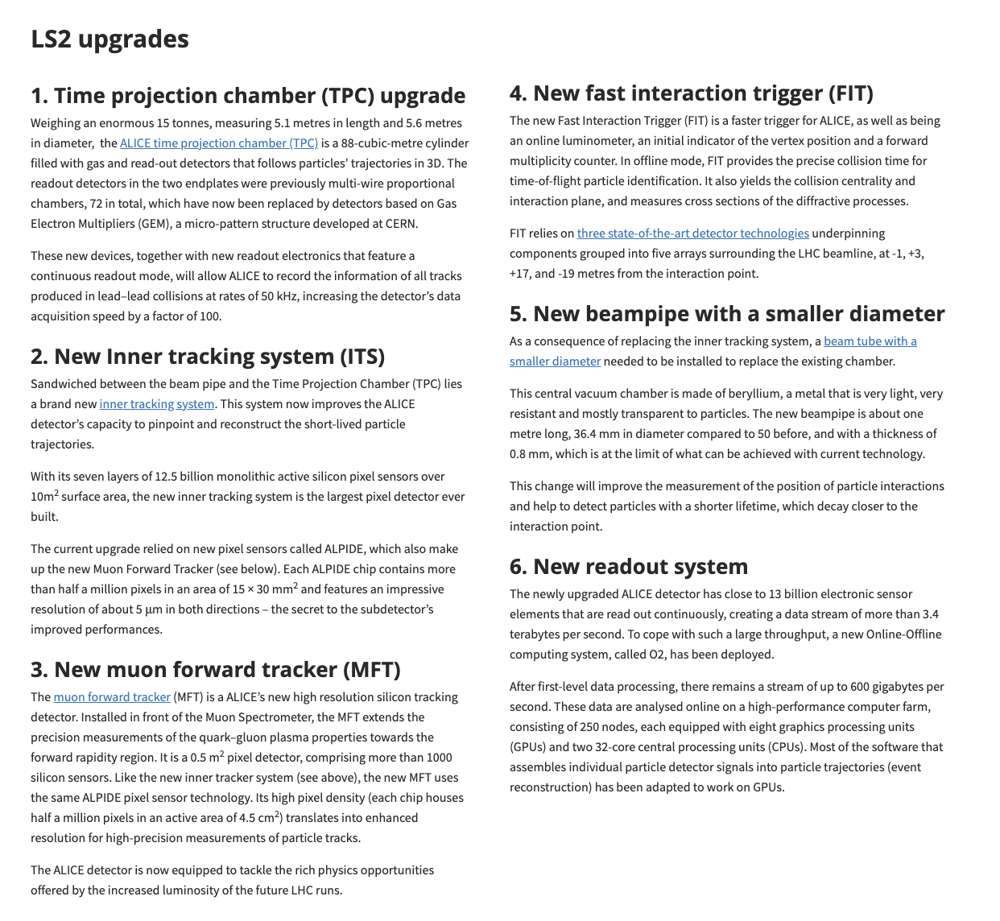 LS2 upgrades
1. Time projection chamber (TPC) upgrade
Weighing an enormous 15 tonnes, measuring 5.1 metres in length and 5.6 metres
in diameter,  the ALICE time projection chamber (TPC) is a 88-cubic-metre cylinder
filled with gas and read-out detectors that follows particles’ trajectories in 3D. The
readout detectors in the two endplates were previously multi-wire proportional
chambers, 72 in total, which have now been replaced by detectors based on Gas
Electron Multipliers (GEM), a micro-pattern structure developed at CERN.
These new devices, together with new readout electronics that feature a
continuous readout mode, will allow ALICE to record the information of all tracks
produced in lead–lead collisions at rates of 50 kHz, increasing the detector’s data
acquisition speed by a factor of 100.
2. New Inner tracking system (ITS)
Sandwiched between the beam pipe and the Time Projection Chamber (TPC) lies
a brand new inner tracking system. This system now improves the ALICE
detector’s capacity to pinpoint and reconstruct the short-lived particle
trajectories.
With its seven layers of 12.5 billion monolithic active silicon pixel sensors over
10m² surface area, the new inner tracking system is the largest pixel detector ever
built.
The current upgrade relied on new pixel sensors called ALPIDE, which also make
up the new Muon Forward Tracker (see below). Each ALPIDE chip contains more
than half a million pixels in an area of 15 × 30 mm² and features an impressive
resolution of about 5 μm in both directions – the secret to the subdetector’s
improved performances.
3. New muon forward tracker (MFT)
The muon forward tracker (MFT) is a ALICE’s new high resolution silicon tracking
detector. Installed in front of the Muon Spectrometer, the MFT extends the
precision measurements of the quark–gluon plasma properties towards the
forward rapidity region. It is a 0.5 m² pixel detector, comprising more than 1000
silicon sensors. Like the new inner tracker system (see above), the new MFT uses
the same ALPIDE pixel sensor technology. Its high pixel density (each chip houses
half a million pixels in an active area of 4.5 cm²) translates into enhanced
resolution for high-precision measurements of particle tracks.
The ALICE detector is now equipped to tackle the rich physics opportunities
offered by the increased luminosity of the future LHC runs.
4. New fast interaction trigger (FIT)
The new Fast Interaction Trigger (FIT) is a faster trigger for ALICE, as well as being
an online luminometer, an initial indicator of the vertex position and a forward
multiplicity counter. In offline mode, FIT provides the precise collision time for
time-of-flight particle identification. It also yields the collision centrality and
interaction plane, and measures cross sections of the diffractive processes.
FIT relies on three state-of-the-art detector technologies underpinning
components grouped into five arrays surrounding the LHC beamline, at -1, +3,
+17, and -19 metres from the interaction point.
5. New beampipe with a smaller diameter
As a consequence of replacing the inner tracking system, a beam tube with a
smaller diameter needed to be installed to replace the existing chamber.
This central vacuum chamber is made of beryllium, a metal that is very light, very
resistant and mostly transparent to particles. The new beampipe is about one
metre long, 36.4 mm in diameter compared to 50 before, and with a thickness of
0.8 mm, which is at the limit of what can be achieved with current technology.
This change will improve the measurement of the position of particle interactions
and help to detect particles with a shorter lifetime, which decay closer to the
interaction point.
6. New readout system
The newly upgraded ALICE detector has close to 13 billion electronic sensor
elements that are read out continuously, creating a data stream of more than 3.4
terabytes per second. To cope with such a large throughput, a new Online-Offline
computing system, called O2, has been deployed.
After first-level data processing, there remains a stream of up to 600 gigabytes per
second. These data are analysed online on a high-performance computer farm,
consisting of 250 nodes, each equipped with eight graphics processing units
(GPUs) and two 32-core central processing units (CPUs). Most of the software that
assembles individual particle detector signals into particle trajectories (event
reconstruction) has been adapted to work on GPUs.